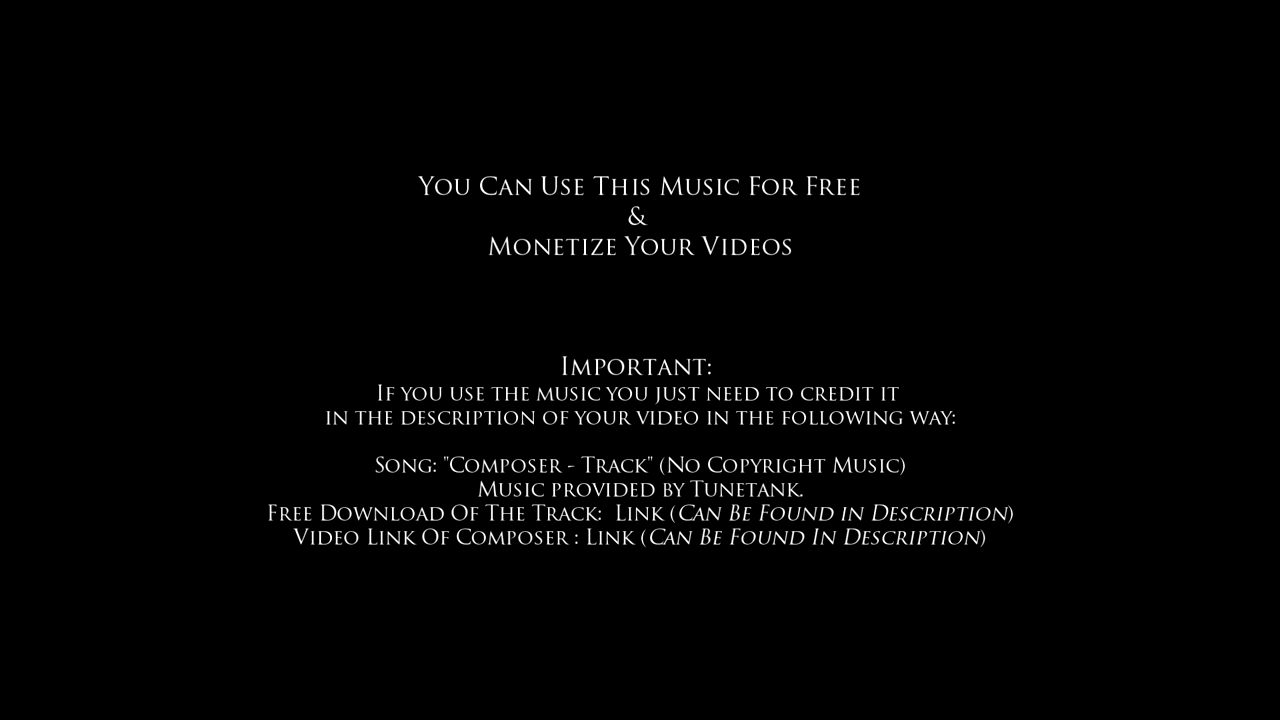 You Can Use This Music For Free
&
Monetize Your Videos
Important:
If you use the music you just need to credit it
in the description of your video in the following way:
Song: "Composer - Track" (No Copyright Music)
Music provided by Tunetank.
Free Download Of The Track: Link (Can Be Found in Description)
Video Link Of Composer : Link (Can Be Found In Description)